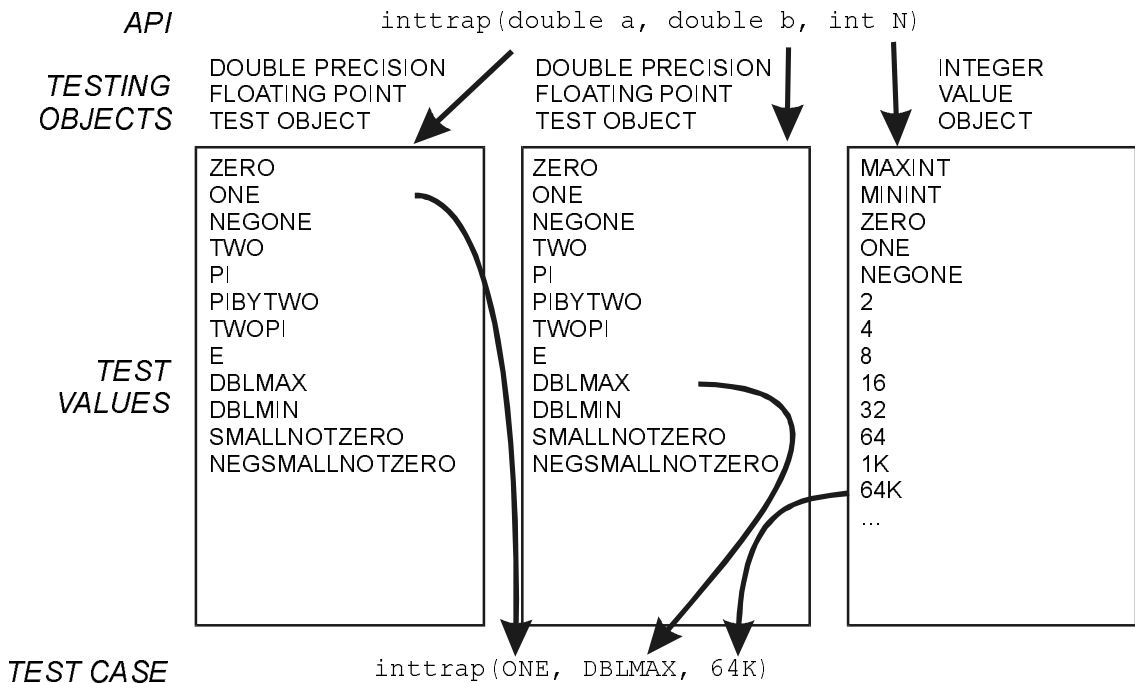 API
inttrap(double a, double b, int N)
TESTING
OBJECTS
DOUBLE PRECISION
FLOATING POINT
TEST OBJECT
DOUBLE PRECISION
FLOATING POINT
TEST OBJECT
INTEGER
VALUE
OBJECT
TEST
VALUES
ZERO
ONE
NEGONE
TWO
PI
PIBYTWO
TWOPI
E
DBLMAX
DBLMIN
SMALLNOTZERO
NEGSMALLNOTZERO
ZERO
ONE
NEGONE
TWO
PI
PIBYTWO
TWOPI
E
DBLMAX
DBLMIN
SMALLNOTZERO
NEGSMALLNOTZERO
MAXINT
MININT
ZERO
ONE
NEGONE
2
4
8
16
32
64
1K
64K
...
TEST CASE
inttrap(ONE, DBLMAX, 64K)